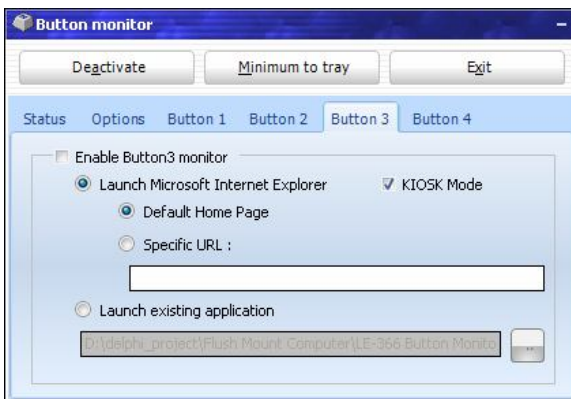 Button monitor
Deactivate Minimum to tray Exit
Status Options Button 1 Button 2 Button 3 Button 4
Enable Button3 monitor
Launch Microsoft Internet Explorer KIOSK Mode
Default Home Page
Specific URL :
Launch existing application
D:\delphi_project\Flush Mount Computer\LE-366 Button Monito ..